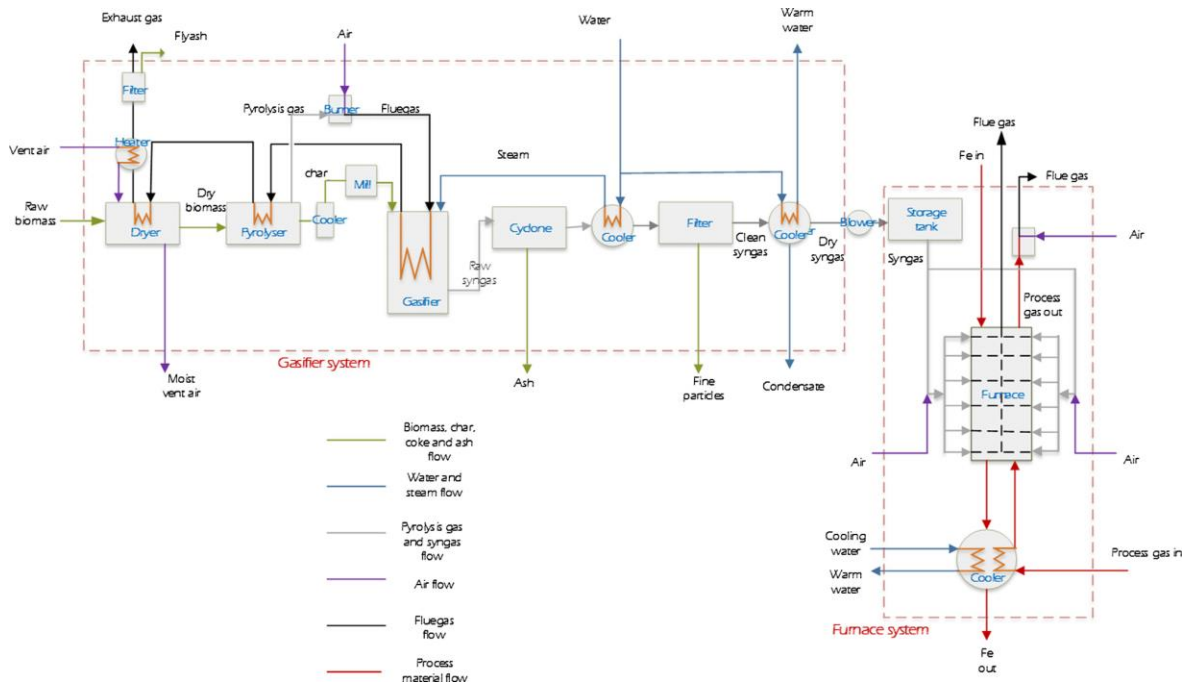 Exhaust gas
Flyash
Air
Water
Warm
water
Filter
Pyrolysis gas
Burner
Fluegas
Vent air
Heater
Flue gas
Fe in
Flue gas
Steam
char
Mill
Dry
biomass
Raw
biomass
Dryer
Pyrolyser
Cooler
Cyclone
Cooler
Filter
Cooler
Blower
Storage
tank
Air
Clean
syngas
Dry
syngas
Syngas
Raw
syngas
Gasifier
Process
gas out
Gasifier system
Moist
vent air
Ash
Fine
particles
Condensate
Furnace
Biomass, char,
coke and ash
flow
Air
Air
Water and
steam flow
Pyrolysis gas
and syngas
flow
Cooling
water
Process gas in
Warm
water
Cooler
Air flow
Fluegas
flow
Furnace system
Fe
out
Process
material flow